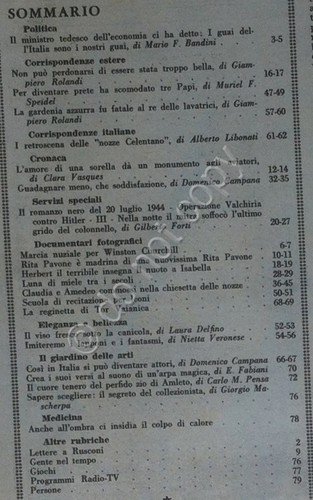 SOMMARIO
Politica
Il ministro tedesco dell'economia ci ha detto: I guai del-
l'Italia sono i nostri guai, di Mario F. Bandini 3-5
Corrispondenze estere
Non può perdonarsi di essere stata troppo bella, di Giam-
piero Rolandi 16-17
Per diventare prete ha scomodato tre Papi, di Muriel F.
Speidel 47-49
La gardenia azzurra fu fatale al re delle lavatrici, di Gia-
piero Rolandi 57-60
Corrispondenze italiane
I retroscena delle "nozze Celentano", di Alberto Libonati 61-62
Cronaca
L'amore di una sorella dà un monumento agli aviatori,
di Clara Vasques 12-14
Guadagnare meno, che soddisfazione, di Domenico Campana 32-35
Servizi speciali
Il romanzo nero del 20 luglio 1944 - Operazione Valchiria
contro Hitler - III - Nella notte il mitra soffocò l'ultimo
grido del colonnello, di Gilbert Forti 20-27
Documentari fotografici
Marcia nuziale per Winston Churchill 6-7
Rita Pavone è madrina di una nuovissima Rita Pavone 10-11
Herbert il terribile insegna il nuoto a Isabella 18-19
Luna di miele tra i secoli 28-29
Claudia e Amedeo commossi nella chiesetta delle nozze 36-45
Scuola di recitazione 50-51
La reginetta di 68-69
Eleganza e bellezza
Il viso fresco sotto la canicola, di Laura Delfino 52-53
Imiteremo i e i fantasmi, di Nietta Veronese 54-56
Il giardino delle arti
Così in Italia si può diventare attori, di Domenico Campana 66-67
Crea i suoi versi al suono di un'arpa magica, di E. Fabiani 70
Il cuore tenero del perfido zio di Amleto, di Carlo M. Pensa 72
Sapere scegliere: il segreto del collezionista, di Giorgio Ma-
scherpa 76
Medicina
Anche all'ombra ci insidia il colpo di calore 78
Altre rubriche
Lettere a Rusconi 2
Gente nel tempo 9
Giochi 76
Programmi Radio-TV 77
Persone 79